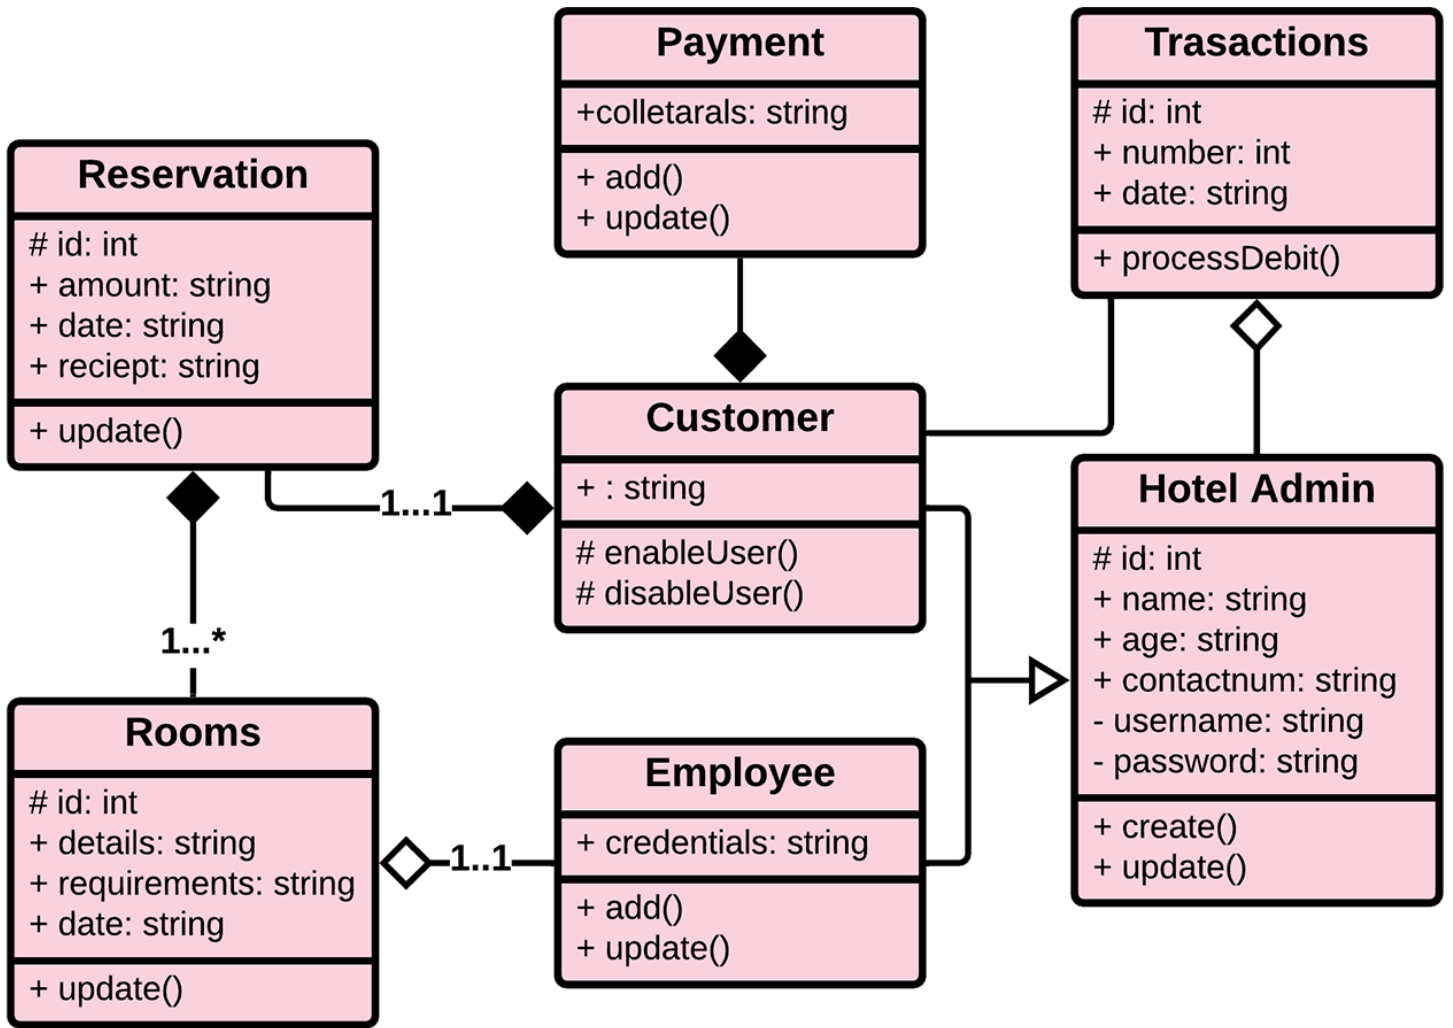 Payment
+colletarals: string
+ add()
+ update()
Trasactions
# id: int
+ number: int
+ date: string
+ processDebit()
Reservation
# id: int
+ amount: string
+ date: string
+ reciept: string
+ update()
Customer
+ : string
# enableUser()
# disableUser()
1...1
Hotel Admin
# id: int
+ name: string
+ age: string
+ contactnum: string
- username: string
- password: string
+ create()
+ update()
1...*
Rooms
# id: int
+ details: string
+ requirements: string
+ date: string
+ update()
1..1
Employee
+ credentials: string
+ add()
+ update()